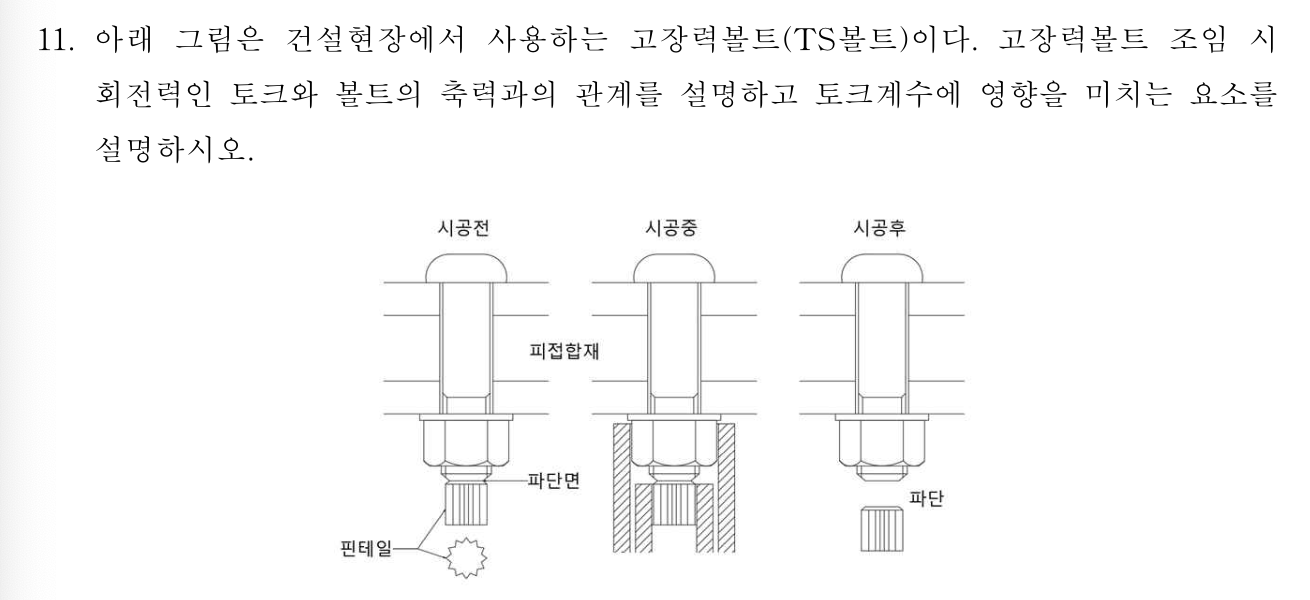 11. 아래 그림은 건설현장에서 사용하는 고장력볼트(TS볼트)이다. 고장력볼트 조임 시
회전력인 토크와 볼트의 축력과의 관계를 설명하고 토크계수에 영향을 미치는 요소를
설명하시오.
시공전
시공중
시공후
피접합재
파단면
파단
핀테일